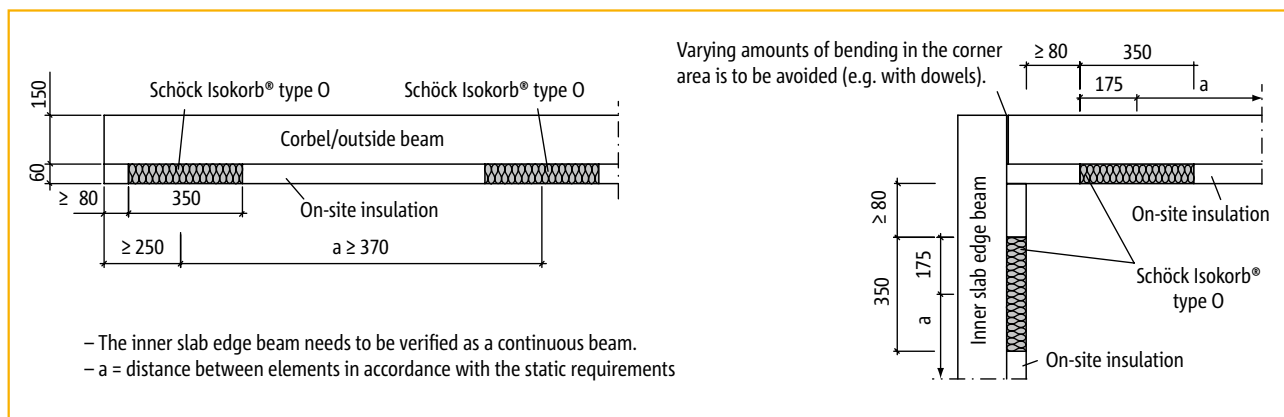 Schöck Isokorb® type O
Schöck Isokorb® type O
150
Corbel/outside beam
60
≥ 80
350
On-site insulation
≥ 250
a ≥ 370
– The inner slab edge beam needs to be verified as a continuous beam.
– a = distance between elements in accordance with the static requirements
Varying amounts of bending in the corner
area is to be avoided (e.g. with dowels).
≥ 80
350
175
a
≥ 80
On-site insulation
Inner slab edge beam
350
175
a
Schöck Isokorb®
type O
On-site insulation